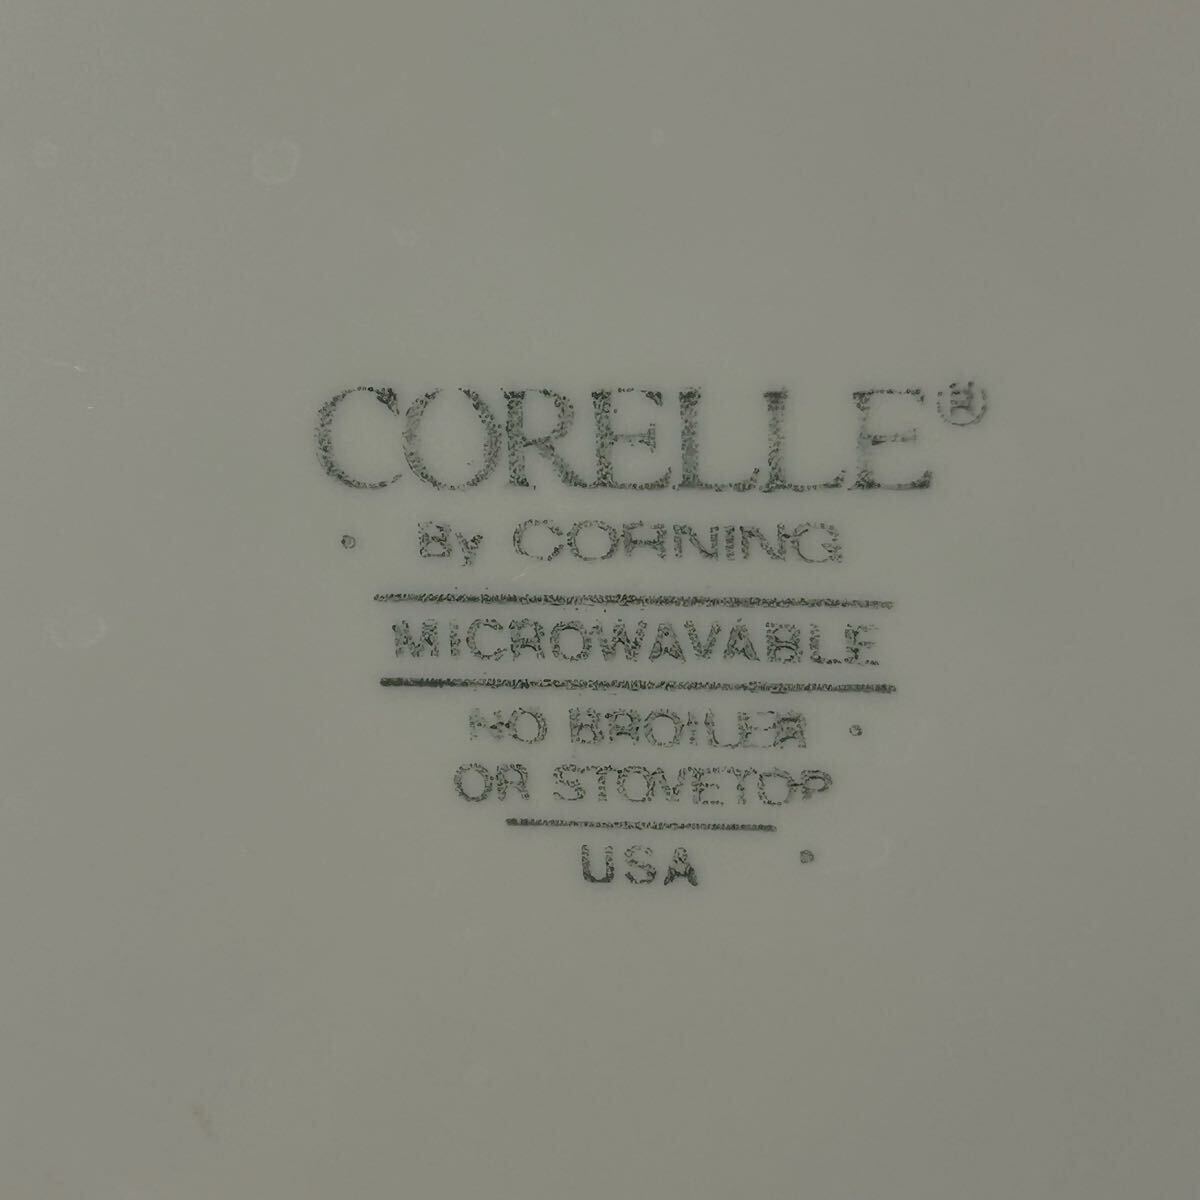 CORELLE®
By CORNING
MICROWAVABLE
NO BROILER
OR STOVETOP
USA